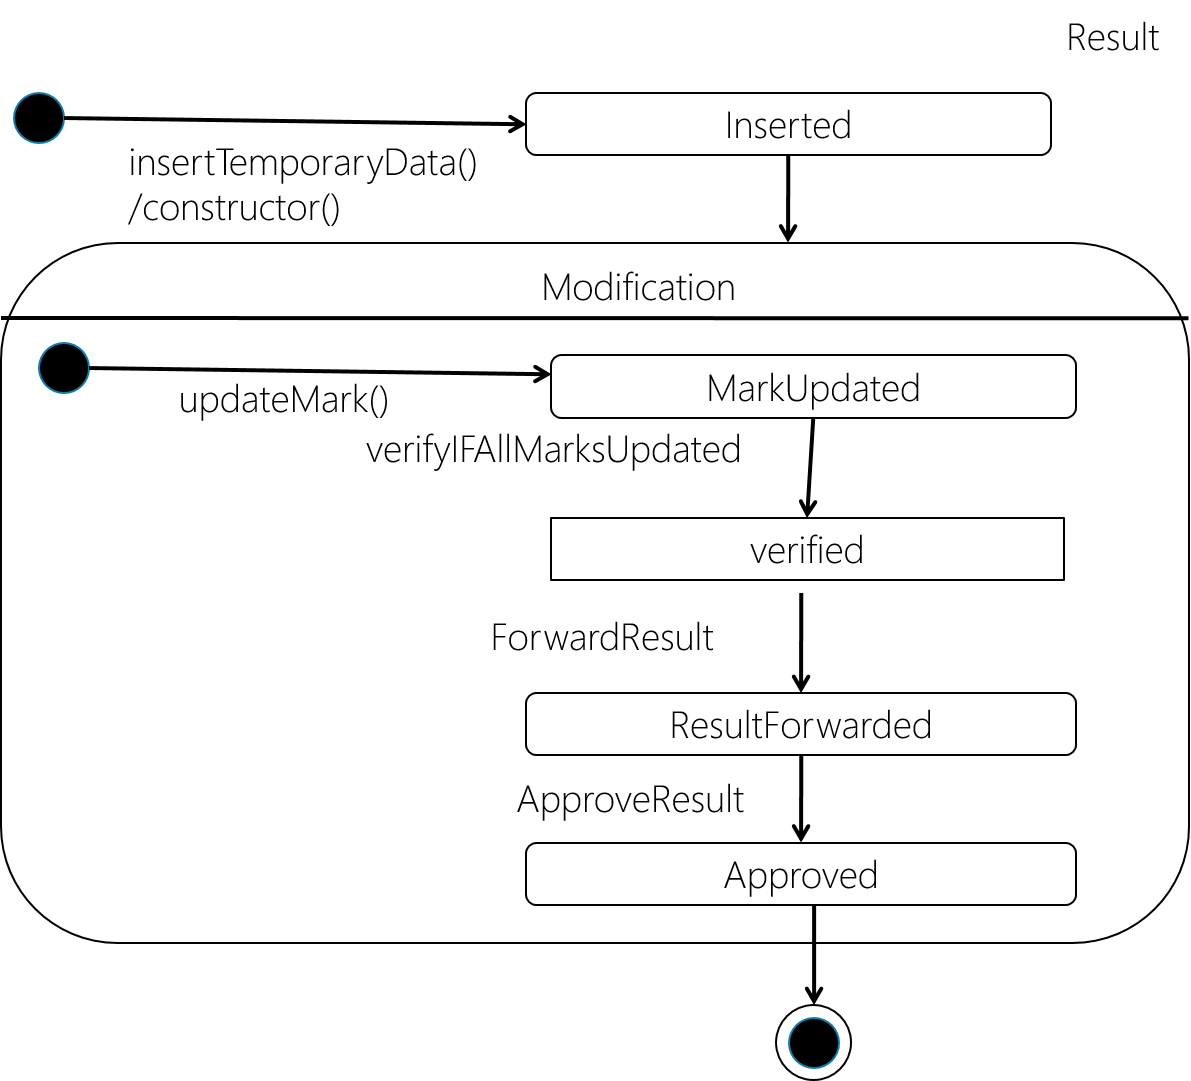 Result
Inserted
insertTemporaryData()
/constructor()
Modification
MarkUpdated
updateMark()
verifyIFAllMarksUpdated
verified
ForwardResult
ResultForwarded
ApproveResult
Approved